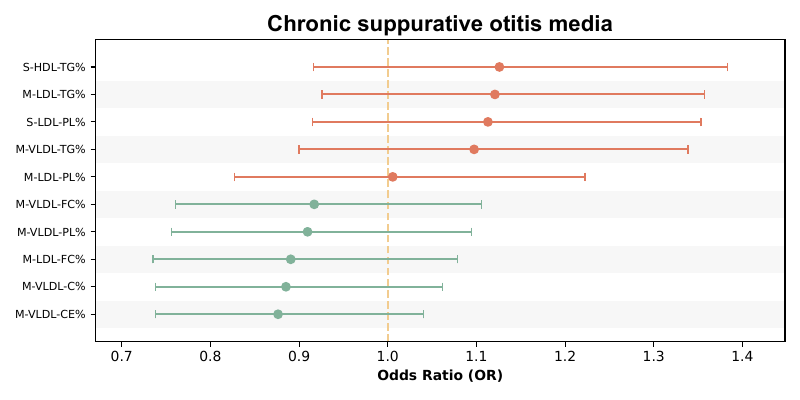 Chronic suppurative otitis media
S-HDL-TG%
M-LDL-TG%
S-LDL-PL%
M-VLDL-TG%
M-LDL-PL%
M-VLDL-FC%
M-VLDL-PL%
M-LDL-FC%
M-VLDL-C%
M-VLDL-CE%
0.7 0.8 0.9 1.0 1.1 1.2 1.3 1.4
Odds Ratio (OR)